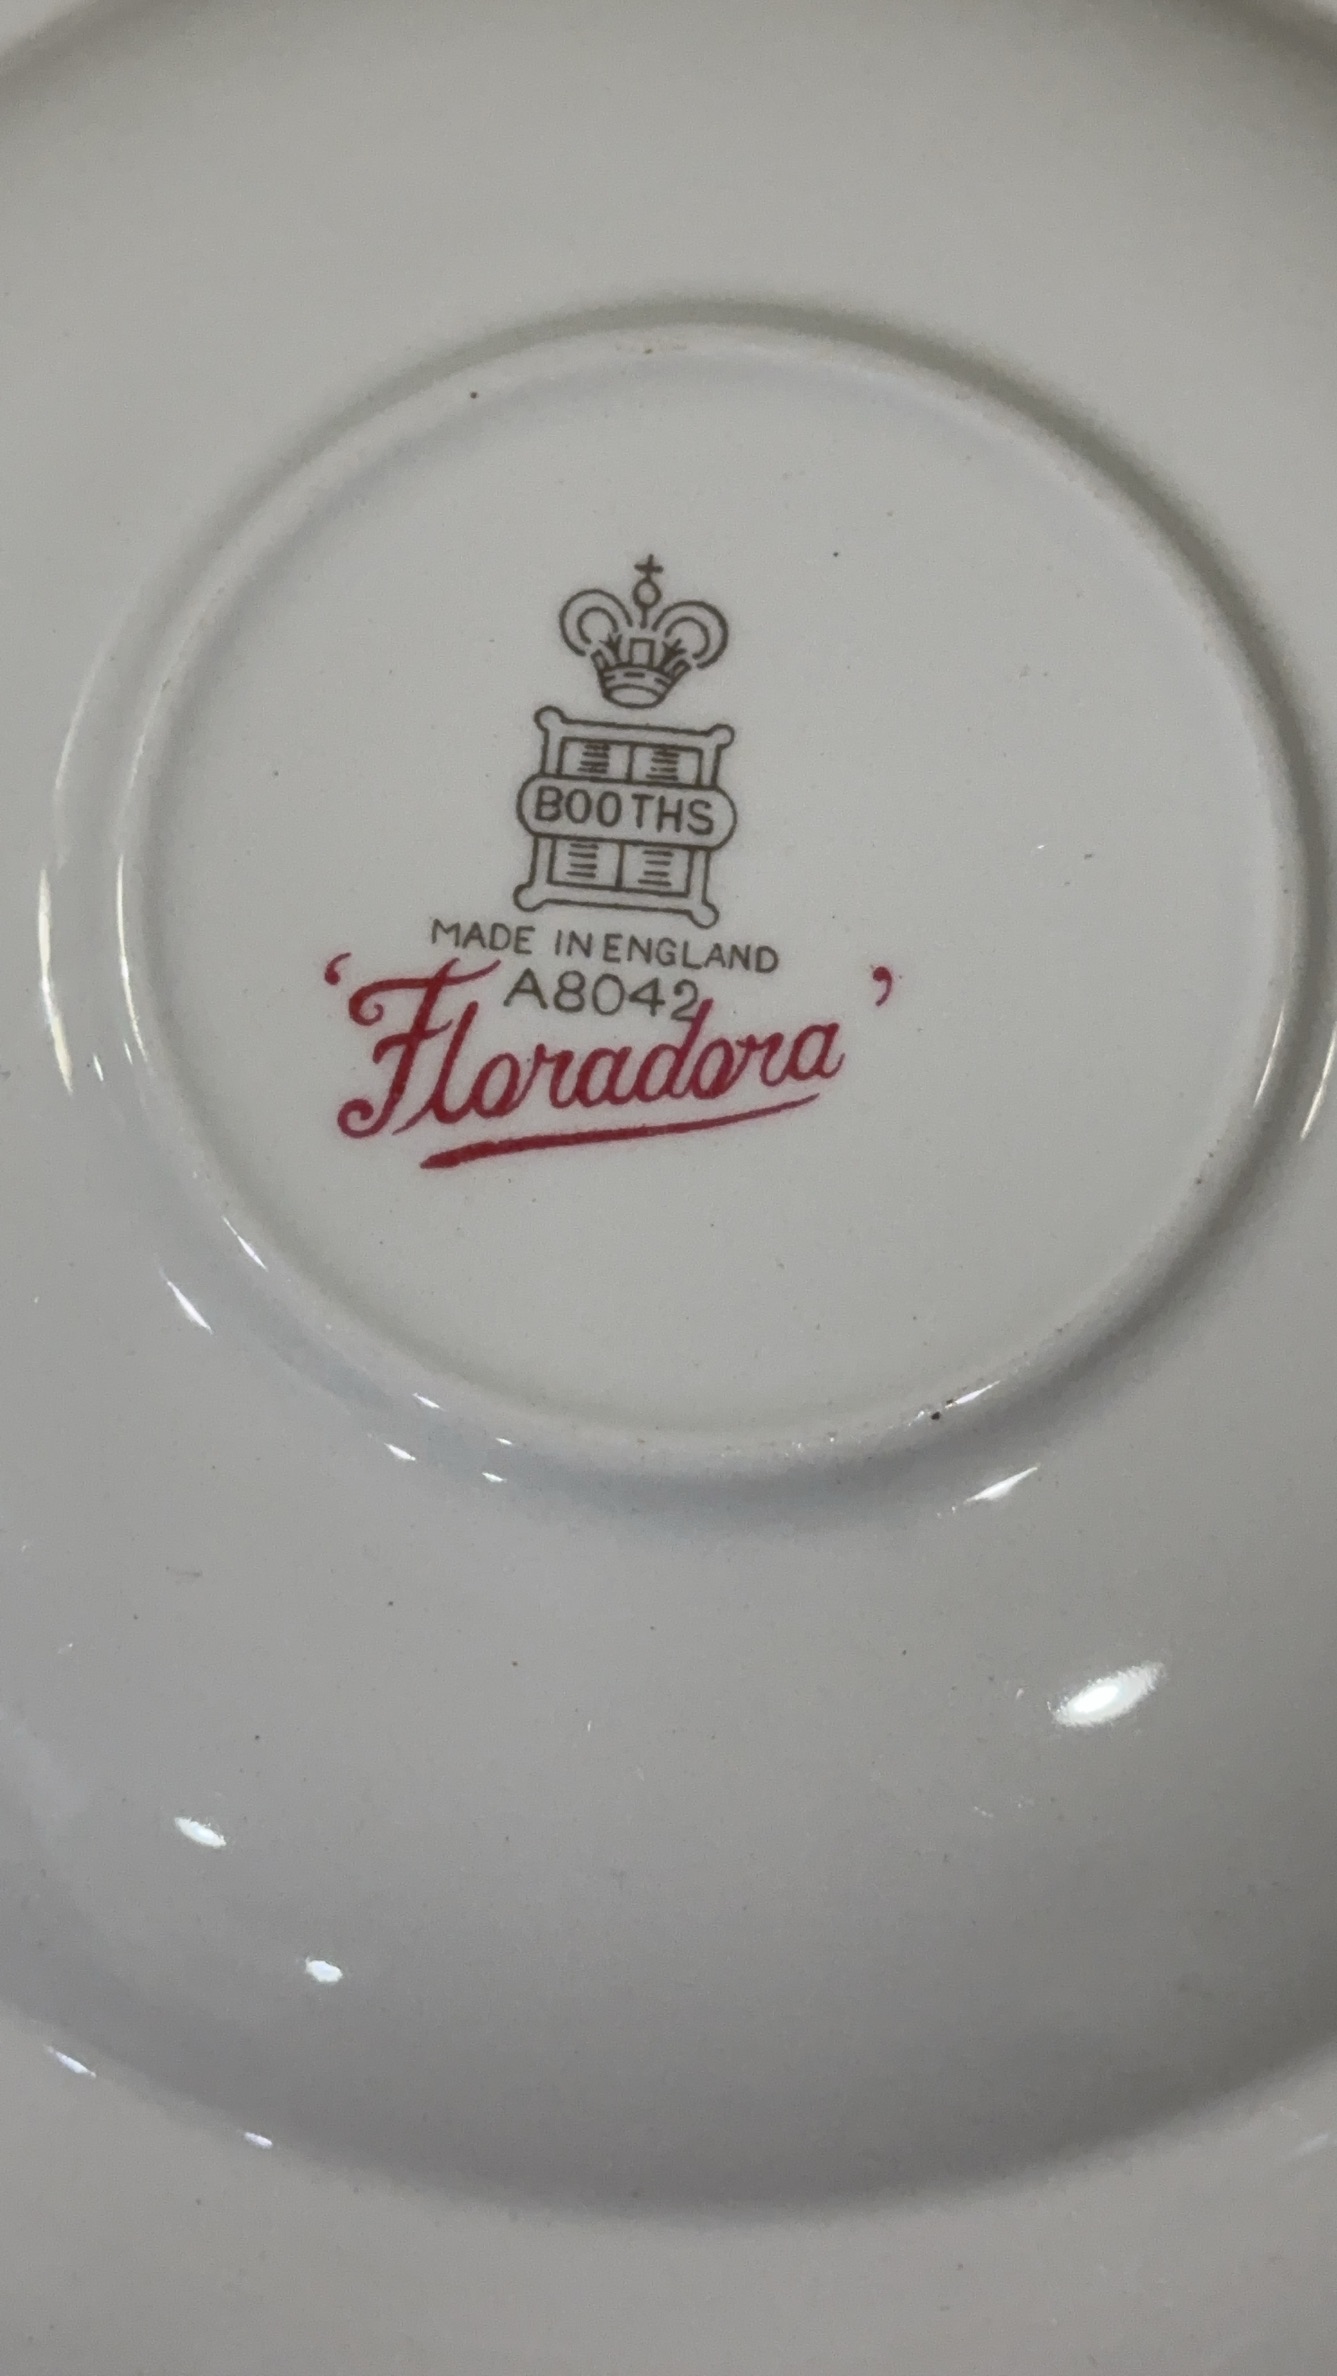 BOOTHS
MADE IN ENGLAND
A8042
‘Floradora’